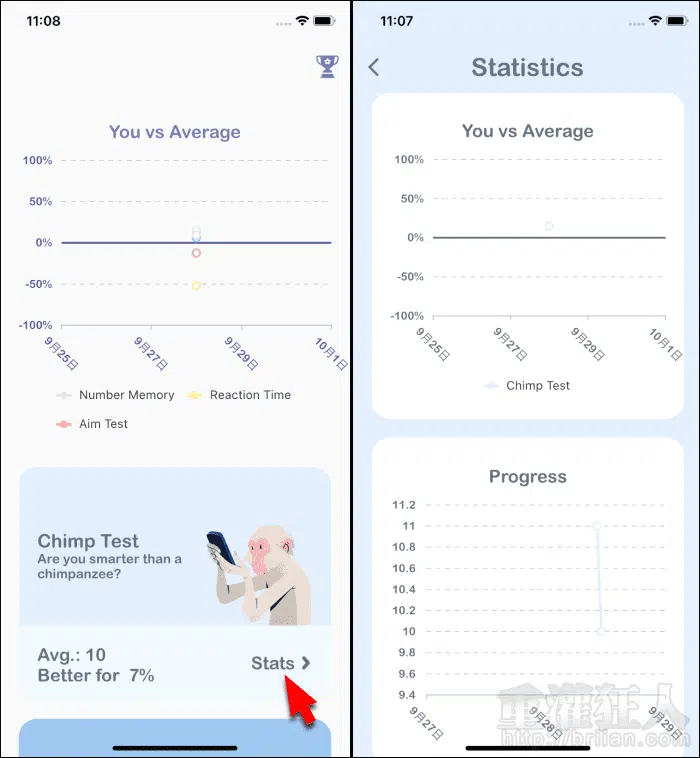 11:08
You vs Average
100%
50%
0%
-50%
-100%
9月25日
9月27日
9月29日
10月1日
Number Memory
Reaction Time
Aim Test
Chimp Test
Are you smarter than a
chimpanzee?
Avg.: 10
Better for 7%
Stats
11:07
Statistics
You vs Average
100%
50%
0%
-50%
-100%
9月25日
9月27日
9月29日
10月1日
Chimp Test
Progress
11.2
11
10.8
10.6
10.4
10.2
10
9.8
9.6
9.4
9月27日
9月28日
9月29日
重灌狂人
http://briian.com